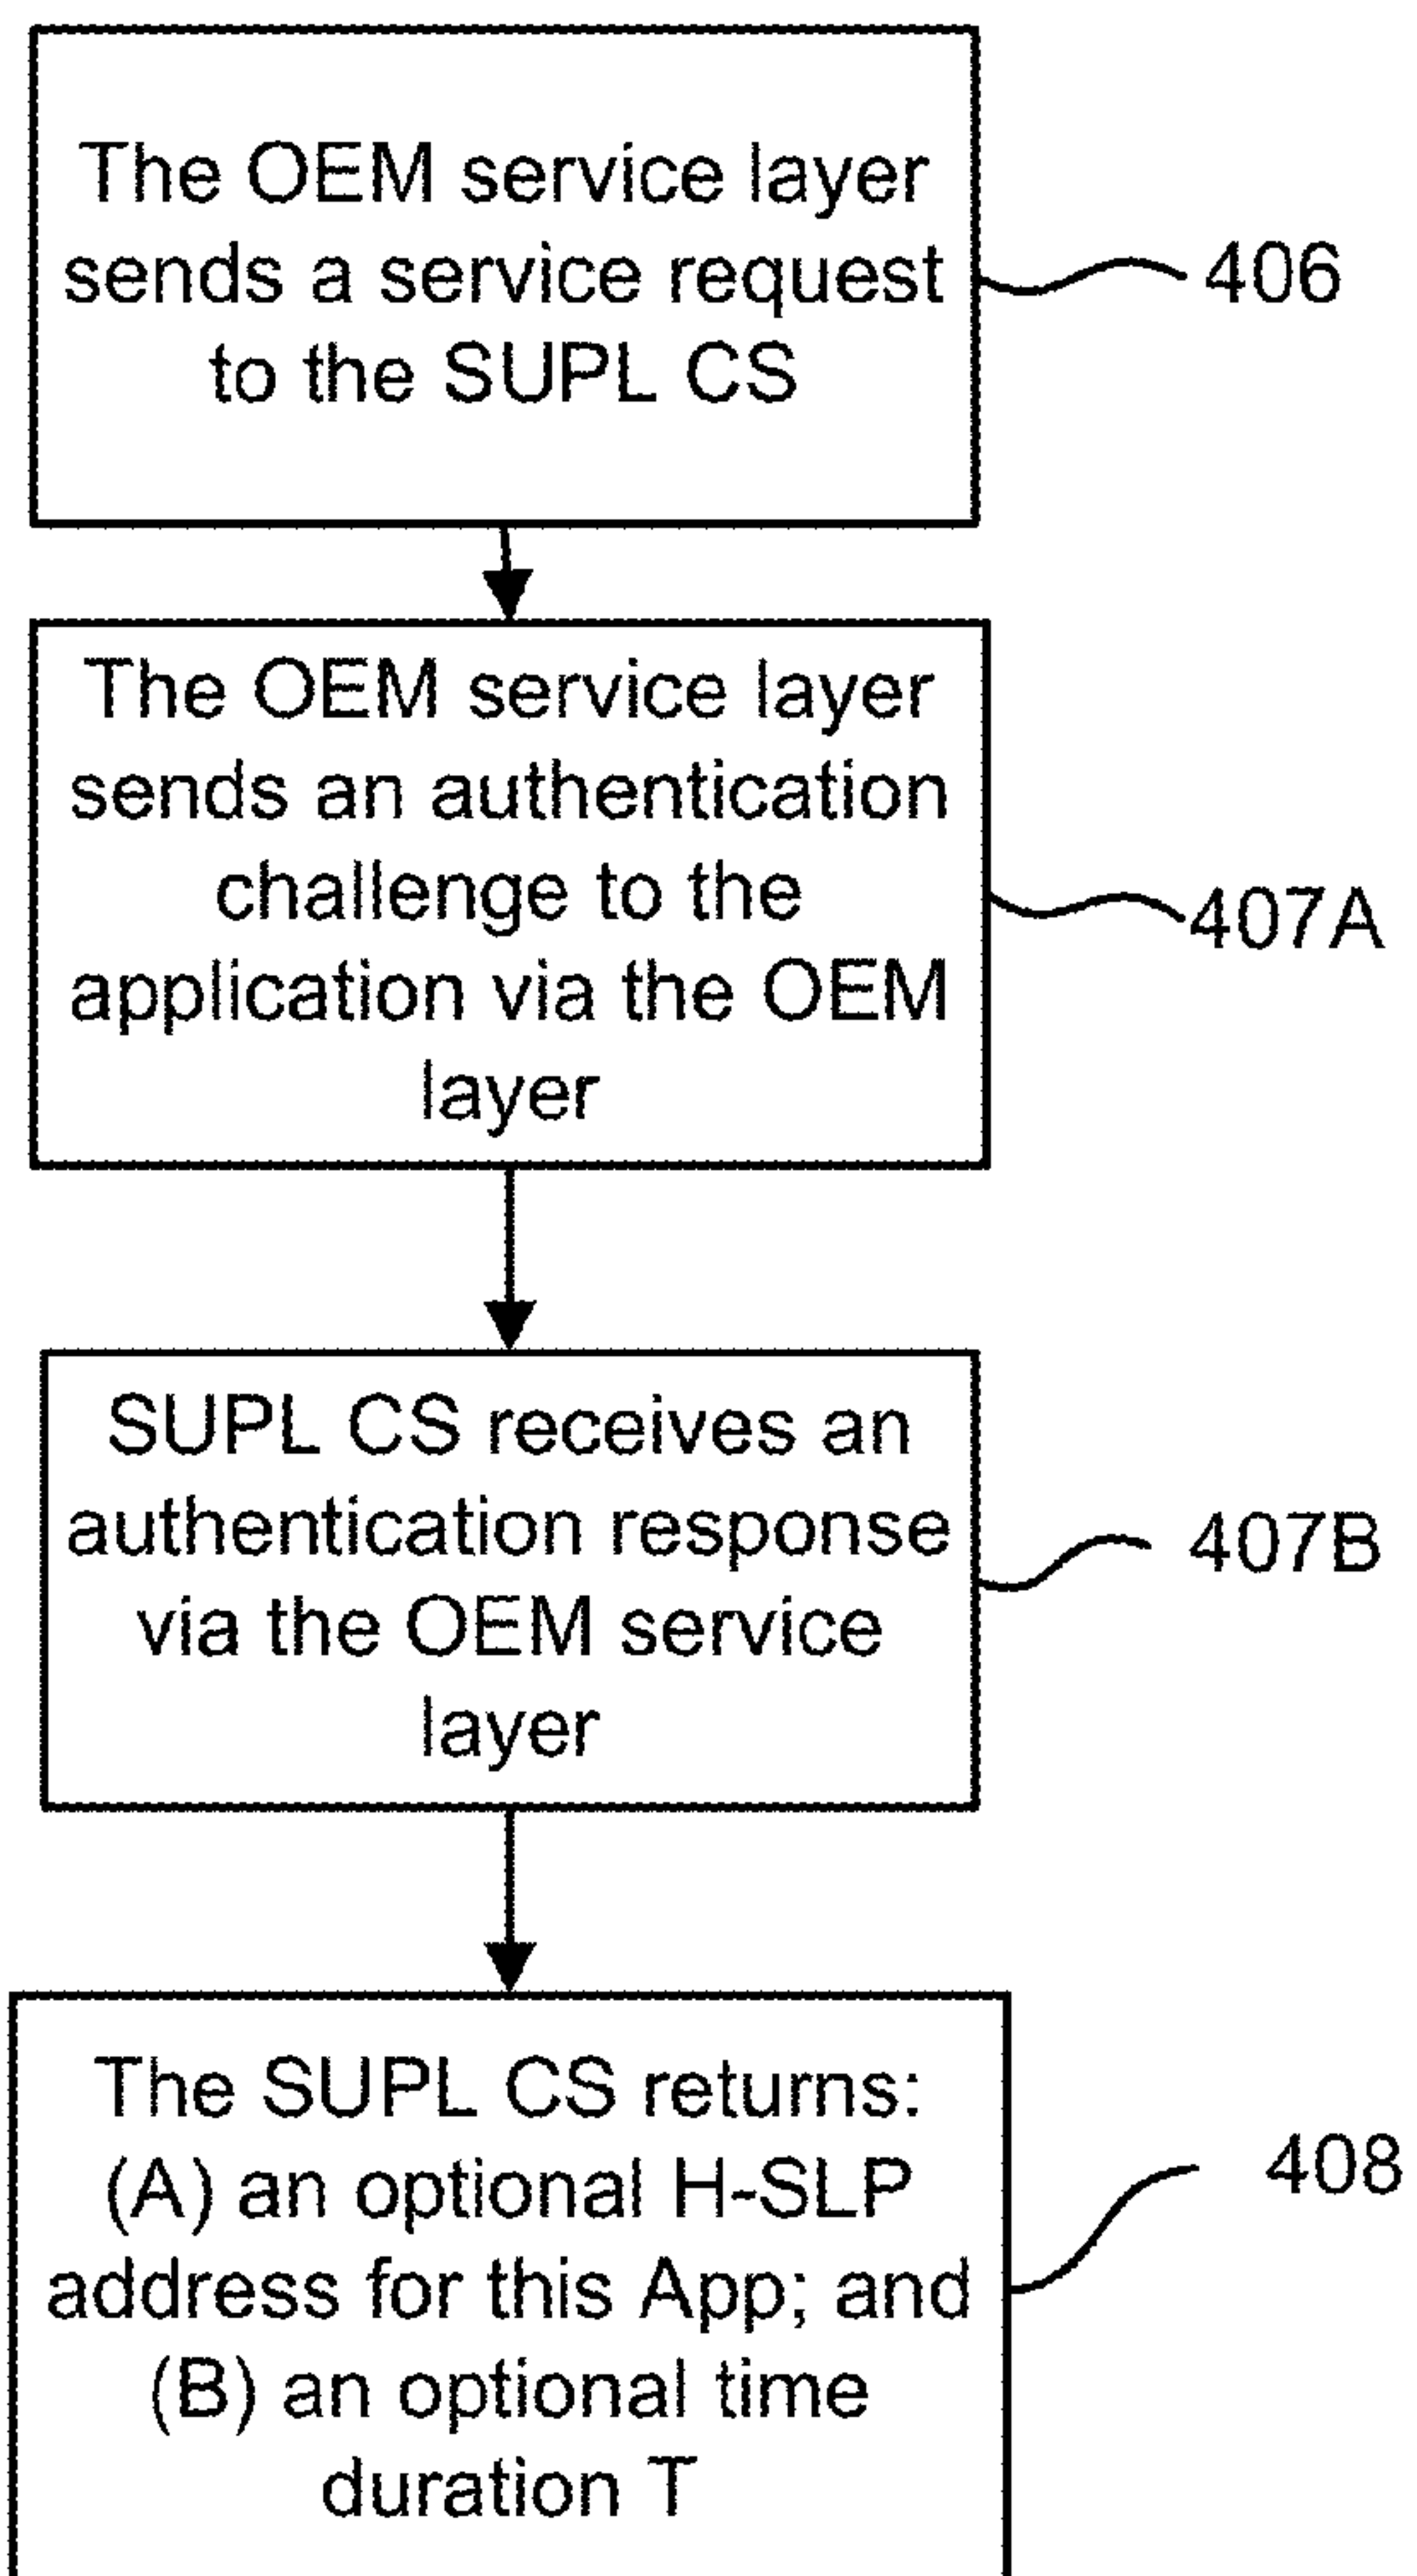 The OEM service layer
sends a service request
to the SUPL CS
406
The OEM service layer
sends an authentication
challenge to the
application via the OEM
layer
407A
SUPL CS receives an
authentication response
via the OEM service
layer
407B
The SUPL CS returns:
(A) an optional H-SLP
address for this App; and
(B) an optional time
duration T
408